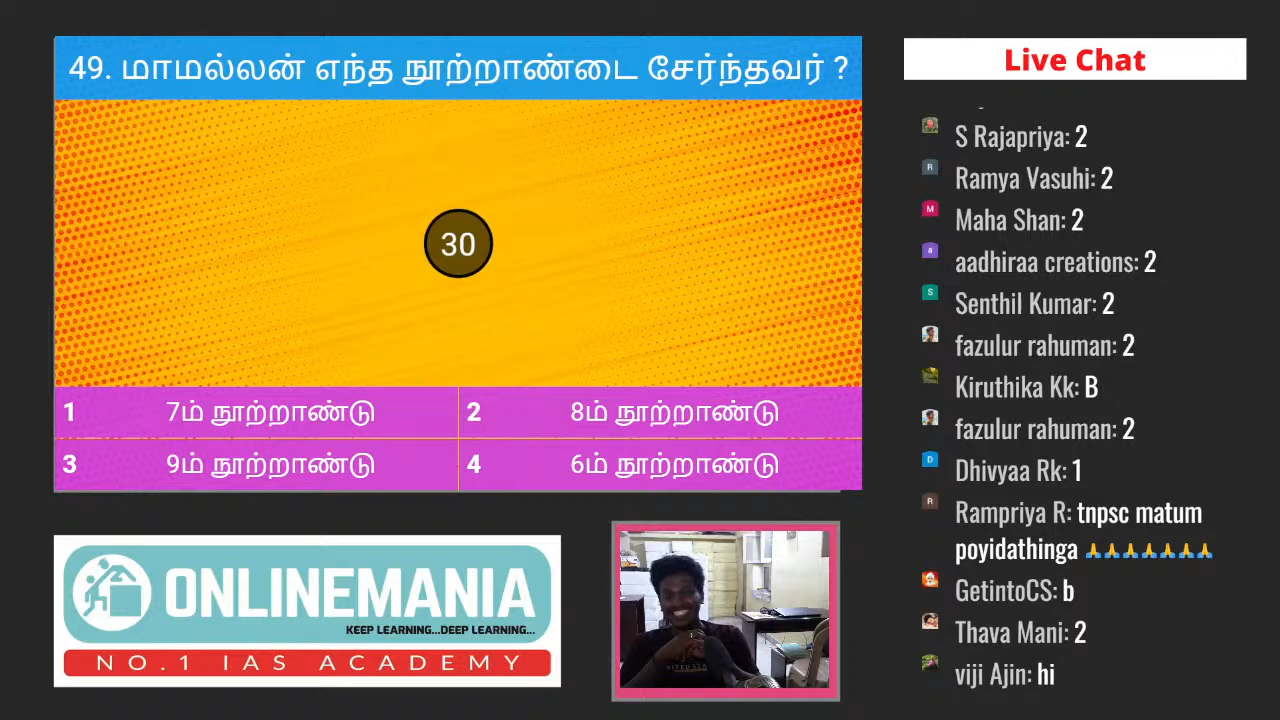 49. மாமல்லன் எந்த நூற்றாண்டை சேர்ந்தவர் ?
30
1 7ம் நூற்றாண்டு
2 8ம் நூற்றாண்டு
3 9ம் நூற்றாண்டு
4 6ம் நூற்றாண்டு
ONLINEMANIA
KEEP LEARNING...DEEP LEARNING...
NO.1 IAS ACADEMY
Live Chat
S Rajapriya: 2
R
Ramya Vasuhi: 2
M
Maha Shan: 2
a
aadhiraa creations: 2
S
Senthil Kumar: 2
fazulur rahuman: 2
Kiruthika Kk: B
fazulur rahuman: 2
D
Dhivyaa Rk: 1
R
Rampriya R: tnpsc matum
poyidathinga 🙏🙏🙏🙏🙏🙏🙏
GetintoCS: b
Thava Mani: 2
viji Ajin: hi